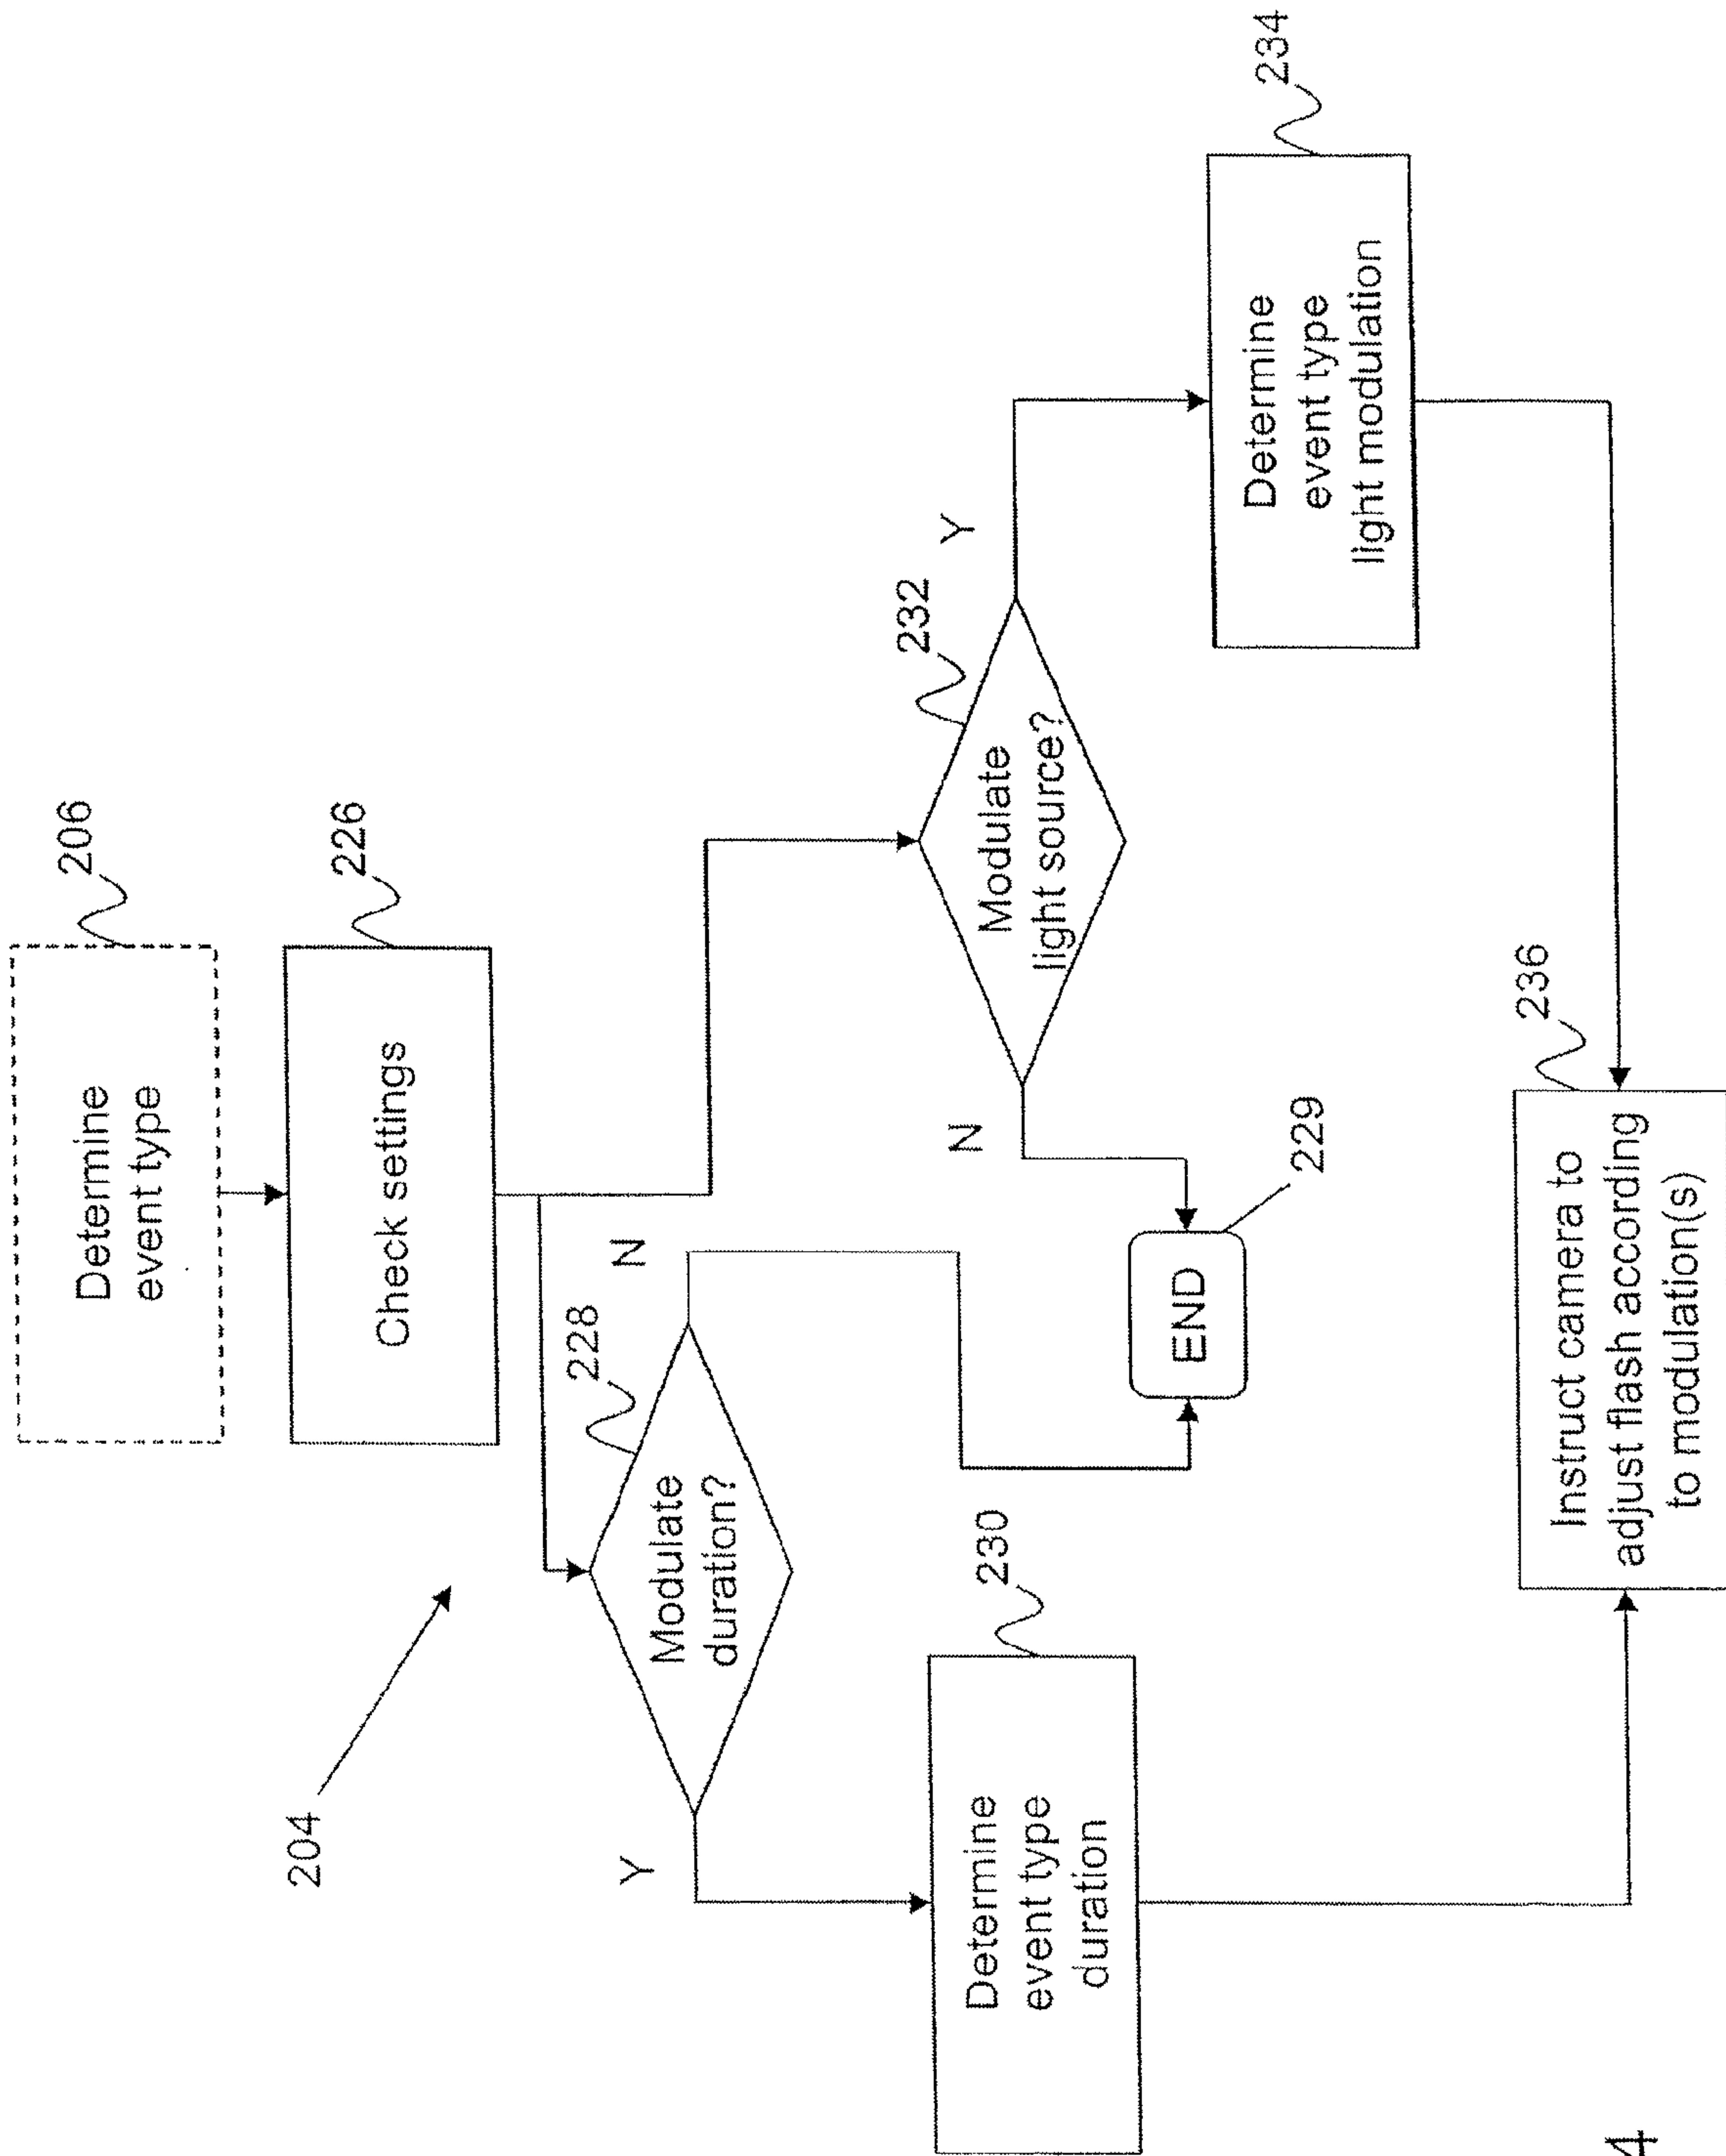 206
Determine
event type
226
Check settings
204
228
Modulate
duration?
Y
N
232
Modulate
light source?
N
Y
230
Determine
event type
duration
229
END
234
Determine
event type
light modulation
236
Instruct camera to
adjust flash according
to modulation(s)
4